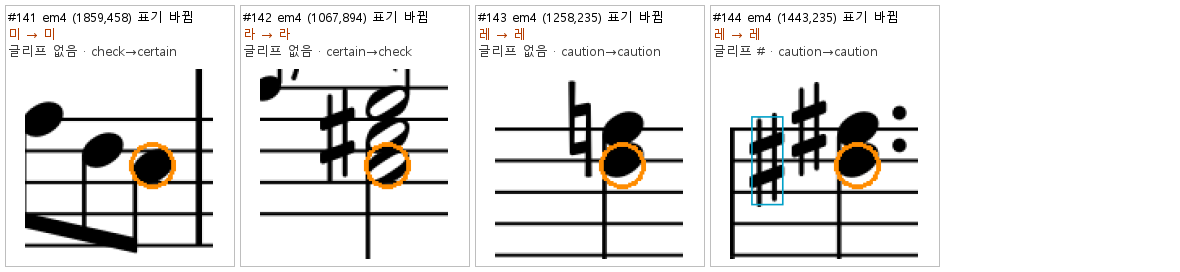 #141 em4 (1859,458) 표기 바뀜
미 → 미
글리프 없음 · check→certain
#142 em4 (1067,894) 표기 바뀜
라 → 라
글리프 없음 · certain→check
#143 em4 (1258,235) 표기 바뀜
레 → 레
글리프 없음 · caution→caution
#144 em4 (1443,235) 표기 바뀜
레 → 레
글리프 # · caution→caution